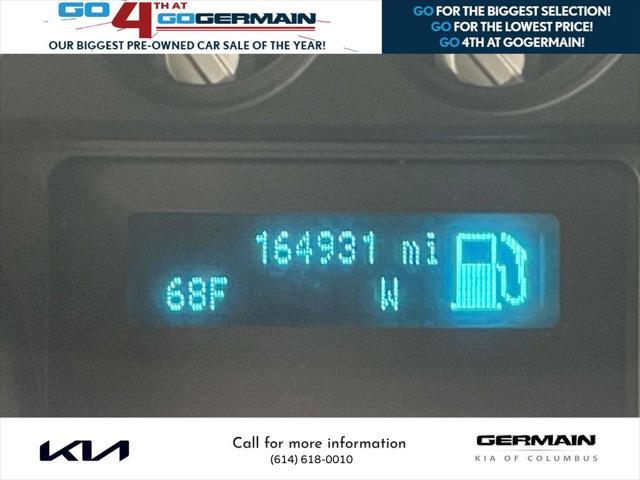 GO 4TH AT GOGERMAIN
OUR BIGGEST PRE-OWNED CAR SALE OF THE YEAR!
GO FOR THE BIGGEST SELECTION!
GO FOR THE LOWEST PRICE!
GO 4TH AT GOGERMAIN!
164931 mi
68F W
KIA
Call for more information
(614) 618-0010
GERMAIN
KIA OF COLUMBUS